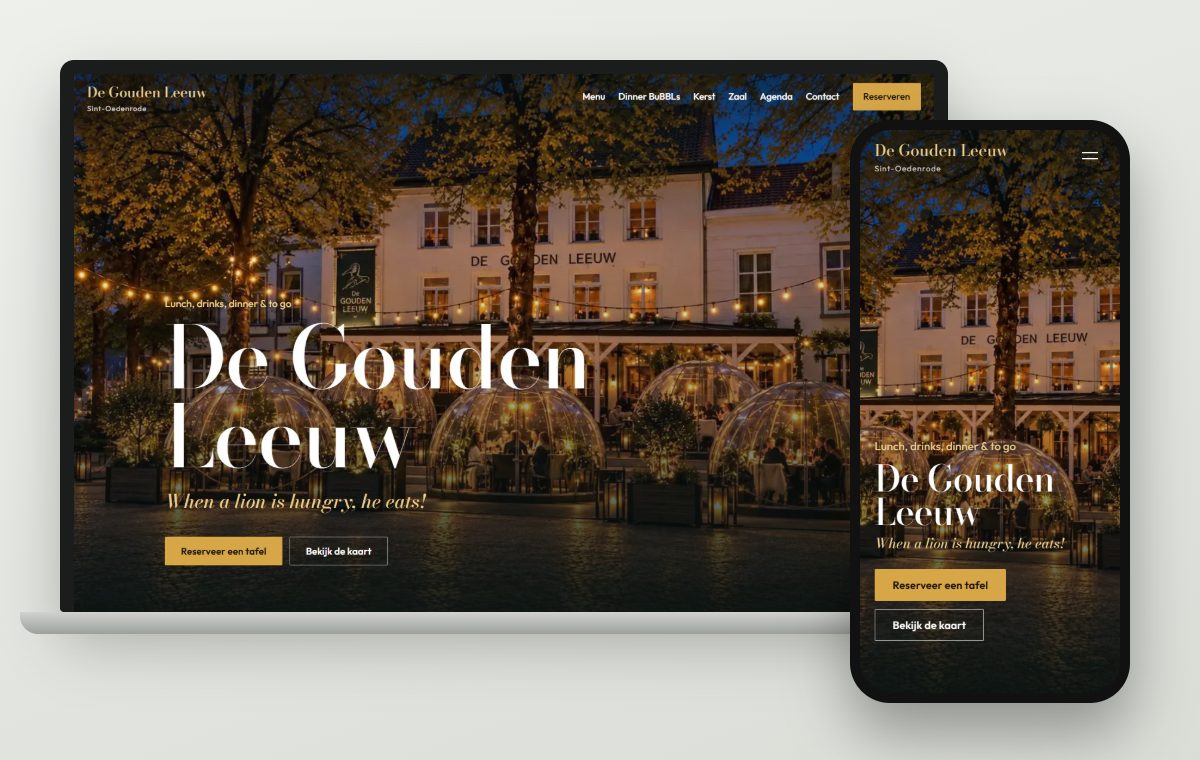 De Gouden Leeuw
Sint-Oedenrode
Menu Dinner BuBBLs Kerst Zaal Agenda Contact Reserveren
DE GOUDEN LEEUW
De
GOUDEN
LEEUW
Lunch, drinks, dinner & to go
De Gouden
Leeuw
When a lion is hungry, he eats!
Reserveer een tafel Bekijk de kaart
De Gouden Leeuw
Sint-Oedenrode
DE GOUDEN LEEUW
Lunch, drinks, dinner & to go
De Gouden
Leeuw
When a lion is hungry, he eats!
Reserveer een tafel
Bekijk de kaart